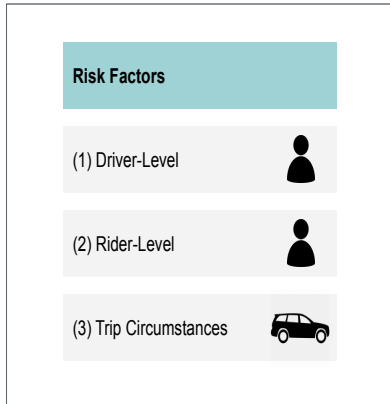 Risk Factors
(1) Driver-Level
(2) Rider-Level
(3) Trip Circumstances